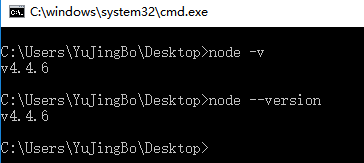 C:\windows\system32\cmd.exe
C:\Users\YuJingBo\Desktop>node -v
v4.4.6
C:\Users\YuJingBo\Desktop>node --version
v4.4.6
C:\Users\YuJingBo\Desktop>